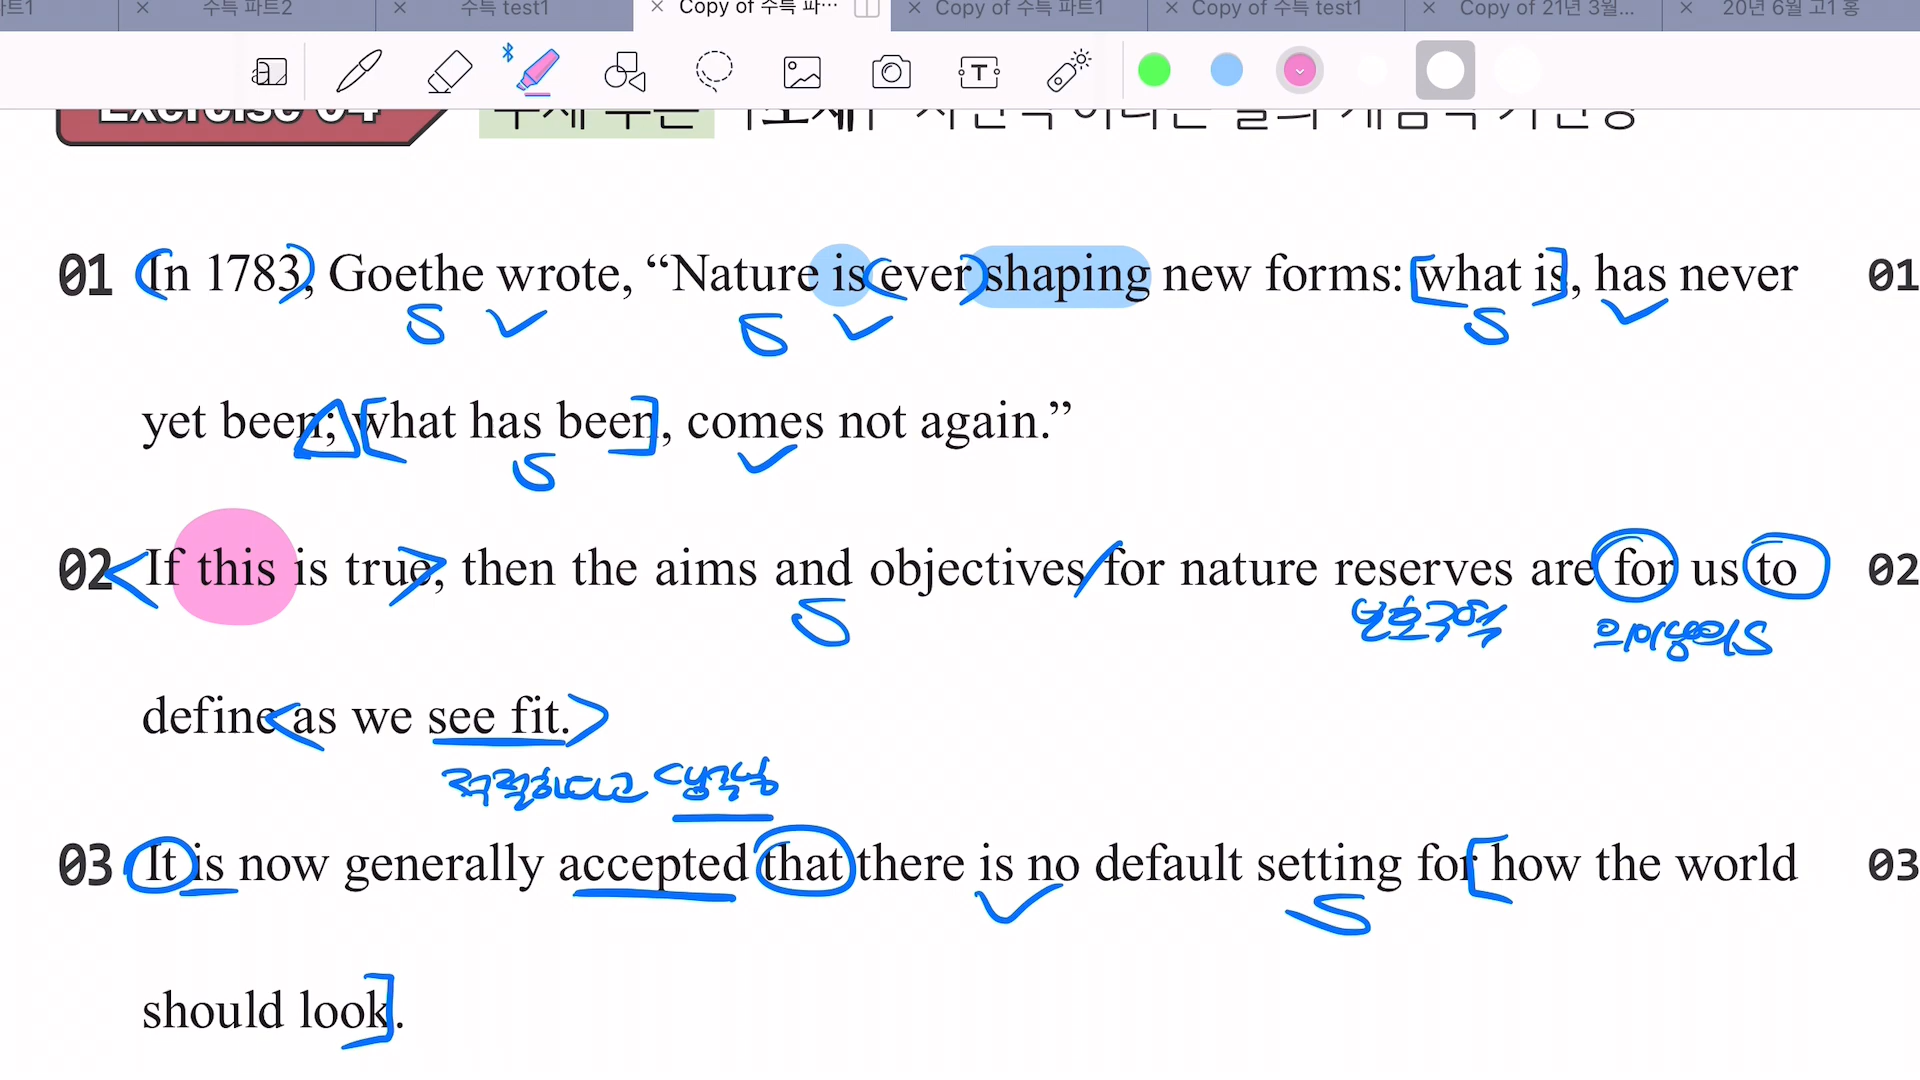 트1 × 수특 파트2 × 수특 test1 × Copy of 수특 파… × Copy of 수특 파트1 × Copy of 수특 test1 × Copy of 21년 3월... × 20년 6월 고1 홍
Exercise 04
01 In 1783, Goethe wrote, “Nature is ever shaping new forms: what is, has never 01
S S S
yet been; what has been, comes not again.”
S
02 If this is true, then the aims and objectives for nature reserves are for us to 02
S 보호구역 의미상의S
define as we see fit.
적절하다고 생각함
03 It is now generally accepted that there is no default setting for how the world 03
S
should look.